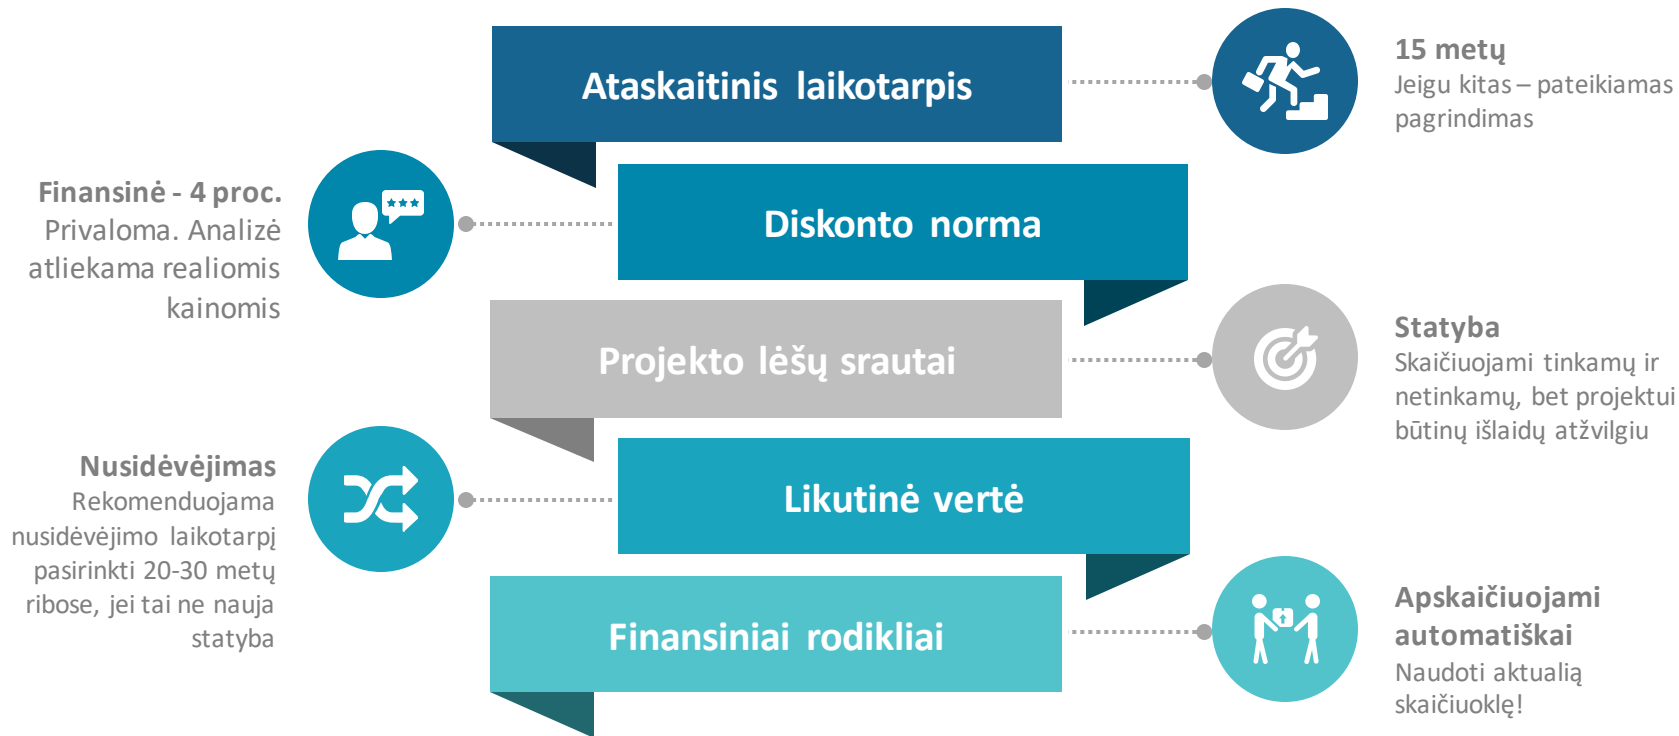 Ataskaitinis laikotarpis
15 metų
Jeigu kitas – pateikiamas
pagrindimas
Finansinė - 4 proc.
Privaloma. Analizė
atliekama realiomis
kainomis
Diskonto norma
Projekto lėšų srautai
Statyba
Skaičiuojami tinkamų ir
netinkamų, bet projektui
būtinų išlaidų atžvilgiu
Nusidėvėjimas
Rekomenduojama
nusidėvėjimo laikotarpį
pasirinkti 20-30 metų
ribose, jei tai ne nauja
statyba
Likutinė vertė
Finansiniai rodikliai
Apskaičiuojami
automatiškai
Naudoti aktualią
skaičiuoklę!